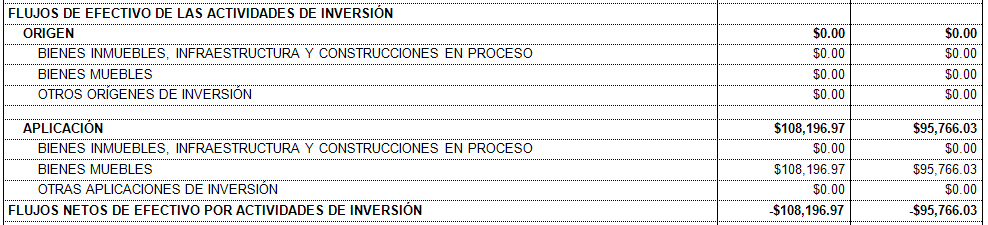 FLUJOS DE EFECTIVO DE LAS ACTIVIDADES DE INVERSIÓN
ORIGEN $0.00 $0.00
BIENES INMUEBLES, INFRAESTRUCTURA Y CONSTRUCCIONES EN PROCESO $0.00 $0.00
BIENES MUEBLES $0.00 $0.00
OTROS ORÍGENES DE INVERSIÓN $0.00 $0.00
APLICACIÓN $108,196.97 $95,766.03
BIENES INMUEBLES, INFRAESTRUCTURA Y CONSTRUCCIONES EN PROCESO $0.00 $0.00
BIENES MUEBLES $108,196.97 $95,766.03
OTRAS APLICACIONES DE INVERSIÓN $0.00 $0.00
FLUJOS NETOS DE EFECTIVO POR ACTIVIDADES DE INVERSIÓN -$108,196.97 -$95,766.03